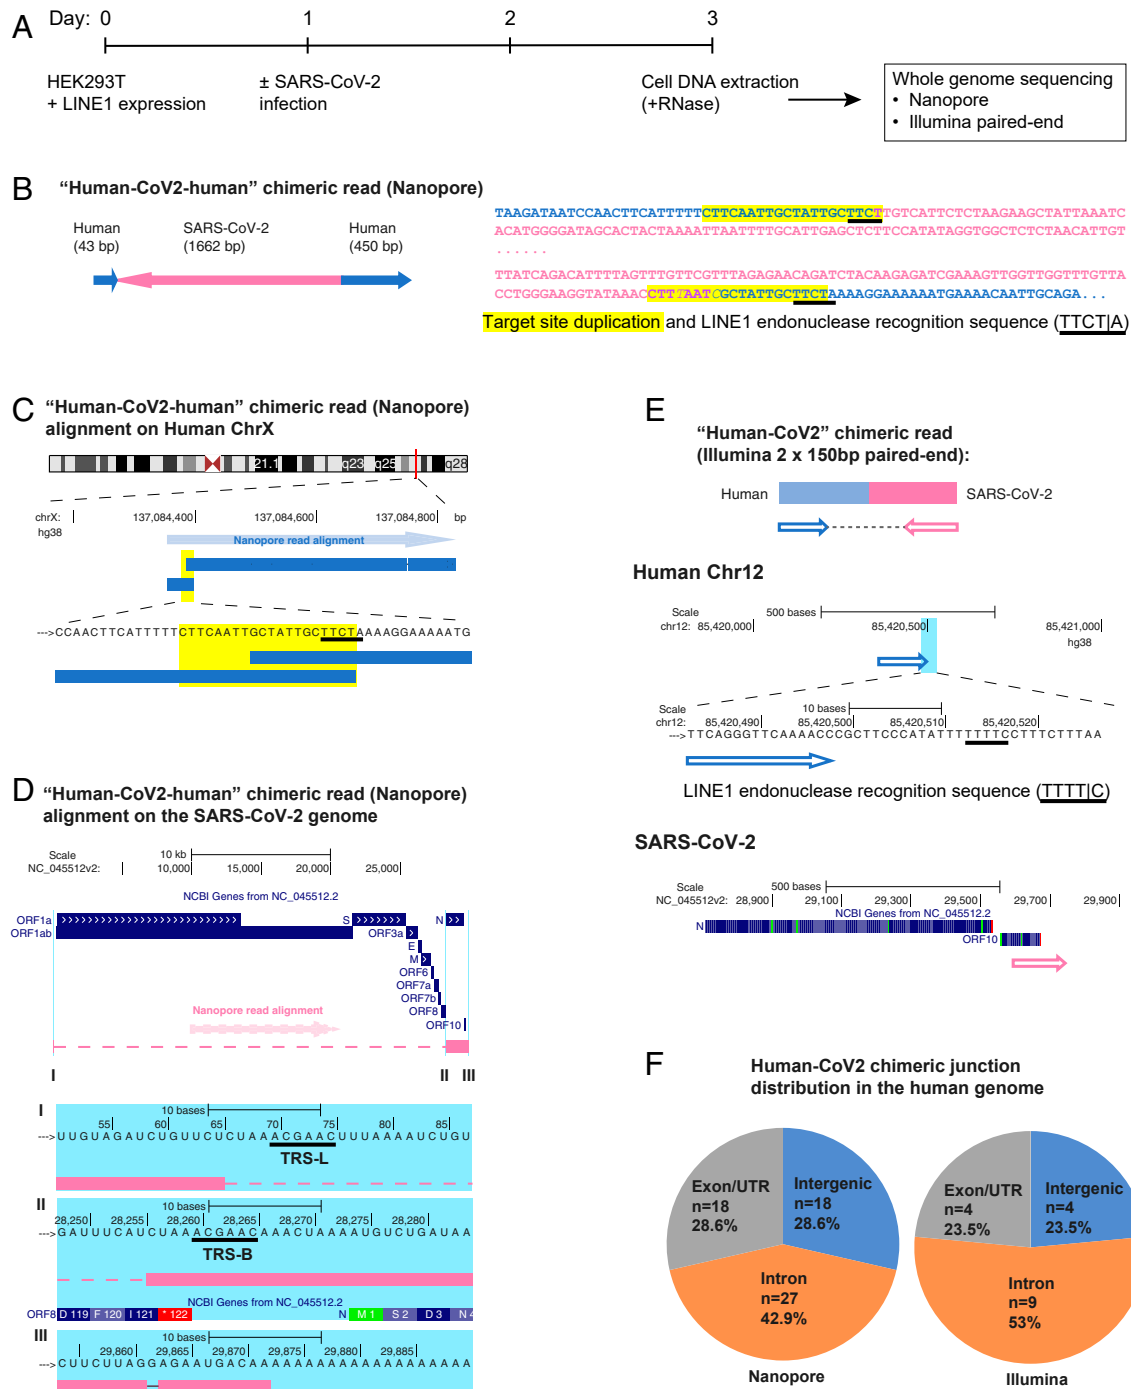 A
Day: 0 1 2 3
HEK293T
+ LINE1 expression
± SARS-CoV-2
infection
Cell DNA extraction
(+RNase)
Whole genome sequencing
• Nanopore
• Illumina paired-end
B
“Human-CoV2-human” chimeric read (Nanopore)
Human
(43 bp)
SARS-CoV-2
(1662 bp)
Human
(450 bp)
TAAGATAATCCAACTTCATTTTTCTTCAATTGCTATTGCTTCTTGTCATTCTCTAAGAAGCTATTAAATC
ACATGGGGATAGCACTACTAAAATTAATTTTGCATTGAGCTCTTCCATATAGGTGGCTCTCTAACATTGT
......
TTATCAGACATTTTAGTTTGTTCGTTTAGAGAACAGATCTACAAGAGATCGAAAGTTGGTTGGTTTGTTA
CCTGGGAAGGTATAAACCTTTAATCGCTATTGCTTCTAAAAGGAAAAAATGAAAACAATTGCAGA...
Target site duplication and LINE1 endonuclease recognition sequence (TTCT|A)
C
“Human-CoV2-human” chimeric read (Nanopore)
alignment on Human ChrX
21.1 q23 q25 q28
chrX: 137,084,400 137,084,600 137,084,800 bp
hg38
Nanopore read alignment
--->CCAACTTCATTTTTCTTCAATTGCTATTGCTTCTAAAAGGAAAAATG
D
“Human-CoV2-human” chimeric read (Nanopore)
alignment on the SARS-CoV-2 genome
Scale 10 kb
NC_045512v2: 10,000 15,000 20,000 25,000
NCBI Genes from NC_045512.2
ORF1a S N
ORF1ab ORF3a
E
M
ORF6
ORF7a
ORF7b
ORF8
ORF10
Nanopore read alignment
I II III
I
10 bases
55 60 65 70 75 80 85
--->UUGUAGAUCUGUUCUCUAAACGAACUUUAAAAUCUGU
TRS-L
II
10 bases
28,250 28,255 28,260 28,265 28,270 28,275 28,280
--->GAUUUCAUCUAAACGAACAAACUAAAAUGUCUGAUAA
TRS-B
NCBI Genes from NC_045512.2
ORF8 D 119 F 120 I 121 * 122 N M 1 S 2 D 3 N 4
III
10 bases
29,860 29,865 29,870 29,875 29,880 29,885
--->CUUCUUAGGAGAAUGACAAAAAAAAAAAAAAAAAAAA
E
“Human-CoV2” chimeric read
(Illumina 2 x 150bp paired-end):
Human SARS-CoV-2
Human Chr12
Scale 500 bases
chr12: 85,420,000 85,420,500 85,421,000
hg38
Scale 10 bases
chr12: 85,420,490 85,420,500 85,420,510 85,420,520
--->TTCAGGGTTCAAAACCCGCTTCCCATATTTTTTTCCTTTCTTTAA
LINE1 endonuclease recognition sequence (TTTT|C)
SARS-CoV-2
Scale 500 bases
NC_045512v2: 28,900 29,100 29,300 29,500 29,700 29,900
NCBI Genes from NC_045512.2
N
ORF10
F
Human-CoV2 chimeric junction
distribution in the human genome
Exon/UTR
n=18
28.6%
Intergenic
n=18
28.6%
Intron
n=27
42.9%
Nanopore
Exon/UTR
n=4
23.5%
Intergenic
n=4
23.5%
Intron
n=9
53%
Illumina